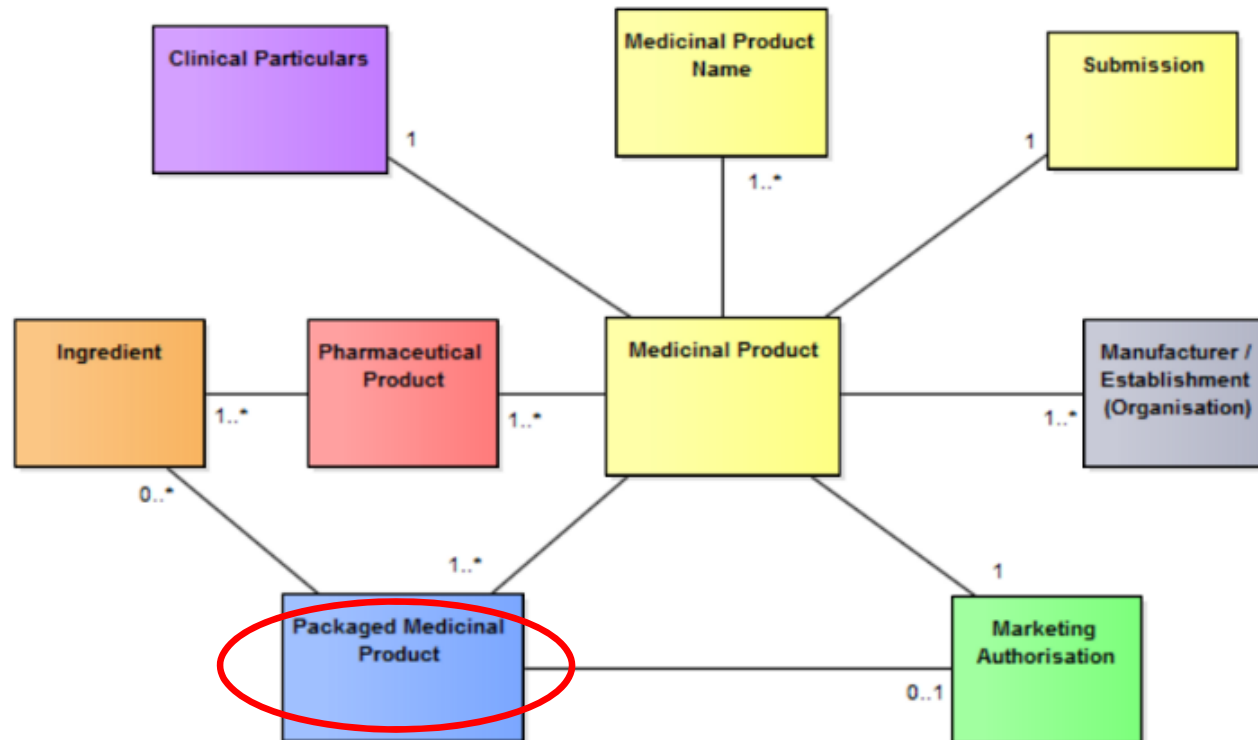 Clinical Particulars
Medicinal Product
Name
Submission
1
1..*
1
Ingredient
Pharmaceutical
Product
Medicinal Product
Manufacturer /
Establishment
(Organisation)
1..*
1..*
1..*
0..*
1..*
1
Packaged Medicinal
Product
Marketing
Authorisation
0..1